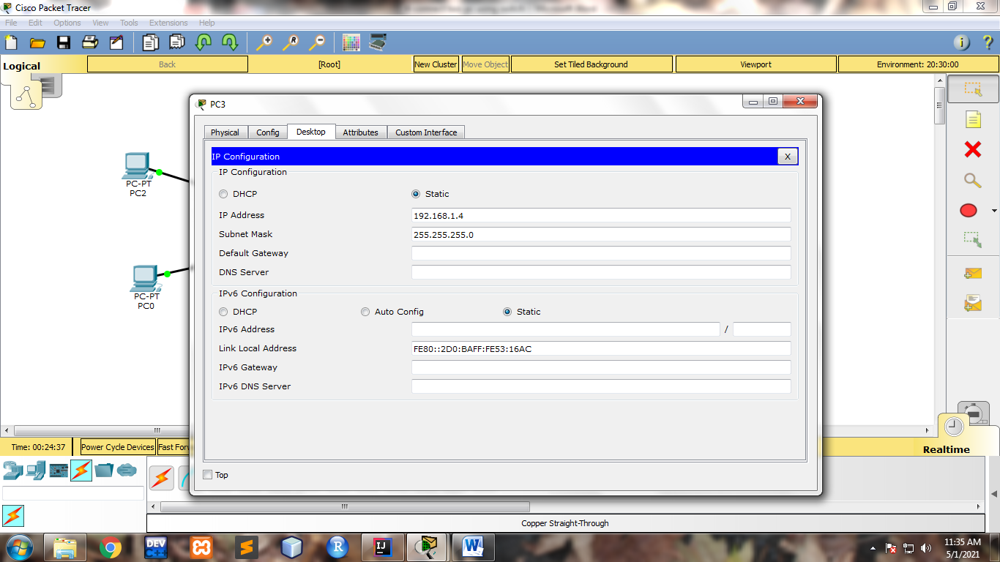 Cisco Packet Tracer
File Edit Options View Tools Extensions Help
Logical Back [Root] New Cluster Move Object Set Tiled Background Viewport Environment: 20:30:00
PC3
Physical Config Desktop Attributes Custom Interface
IP Configuration X
IP Configuration
DHCP Static
IP Address 192.168.1.4
Subnet Mask 255.255.255.0
Default Gateway
DNS Server
IPv6 Configuration
DHCP Auto Config Static
IPv6 Address /
Link Local Address FE80::2D0:BAFF:FE53:16AC
IPv6 Gateway
IPv6 DNS Server
Top
PC-PT
PC2
PC-PT
PC0
Time: 00:24:37 Power Cycle Devices Fast For
Realtime
Copper Straight-Through
DEV
C++
R
IJ
W
11:35 AM
5/1/2021